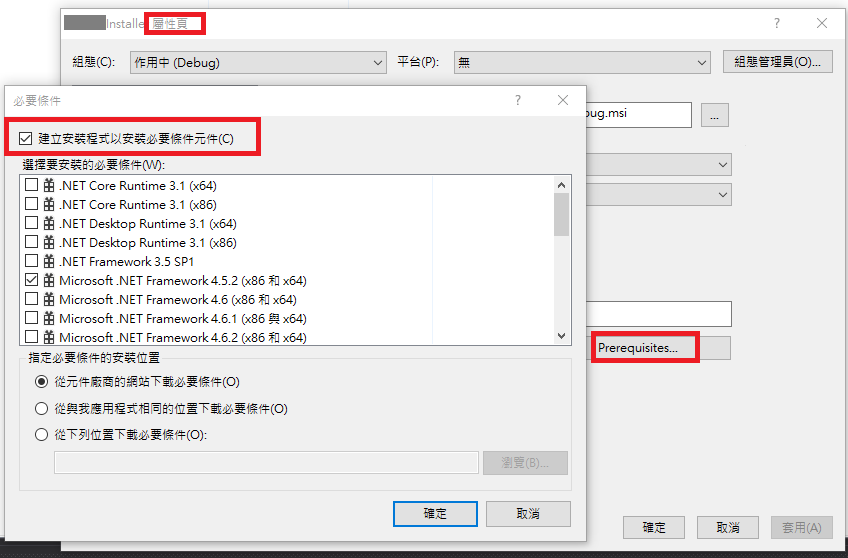 Installer 屬性頁
?
組態(C):
作用中 (Debug)
平台(P):
無
組態管理員(O)...
bug.msi
...
Prerequisites...
確定
取消
套用(A)
必要條件
?
建立安裝程式以安裝必要條件元件(C)
選擇要安裝的必要條件(W):
.NET Core Runtime 3.1 (x64)
.NET Core Runtime 3.1 (x86)
.NET Desktop Runtime 3.1 (x64)
.NET Desktop Runtime 3.1 (x86)
.NET Framework 3.5 SP1
Microsoft .NET Framework 4.5.2 (x86 和 x64)
Microsoft .NET Framework 4.6 (x86 和 x64)
Microsoft .NET Framework 4.6.1 (x86 與 x64)
Microsoft .NET Framework 4.6.2 (x86 和 x64)
指定必要條件的安裝位置
從元件廠商的網站下載必要條件(O)
從與我應用程式相同的位置下載必要條件(O)
從下列位置下載必要條件(O):
瀏覽(B)...
確定
取消